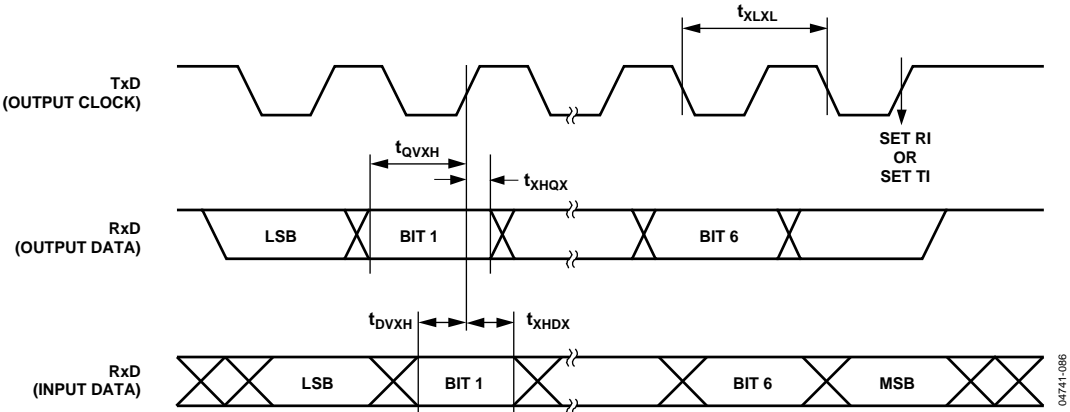 tXLXL
TxD
(OUTPUT CLOCK)
SET RI
OR
SET TI
tQVXH
tXHQX
RxD
(OUTPUT DATA)
LSB
BIT 1
BIT 6
tDVXH
tXHDX
RxD
(INPUT DATA)
LSB
BIT 1
BIT 6
MSB
04741-086